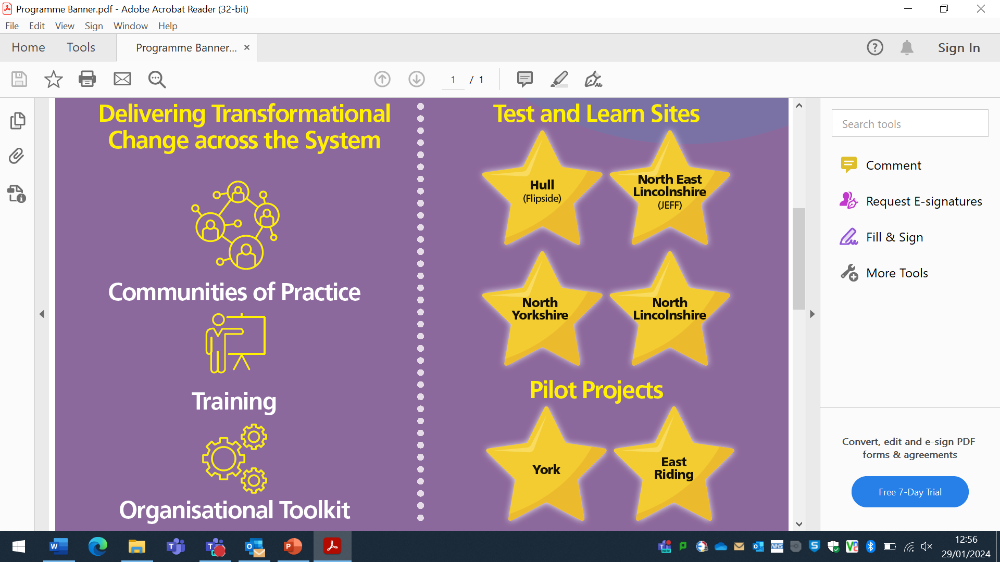 Programme Banner.pdf - Adobe Acrobat Reader (32-bit)
File Edit View Sign Window Help
Home Tools Programme Banner... × Sign In
1 / 1
Delivering Transformational
Change across the System
Communities of Practice
Training
Organisational Toolkit
Test and Learn Sites
Hull
(Flipside)
North East
Lincolnshire
(JEFF)
North
Yorkshire
North
Lincolnshire
Pilot Projects
York
East
Riding
Search tools
Comment
Request E-signatures
Fill & Sign
More Tools
Convert, edit and e-sign PDF
forms & agreements
Free 7-Day Trial
NHS
12:56
29/01/2024